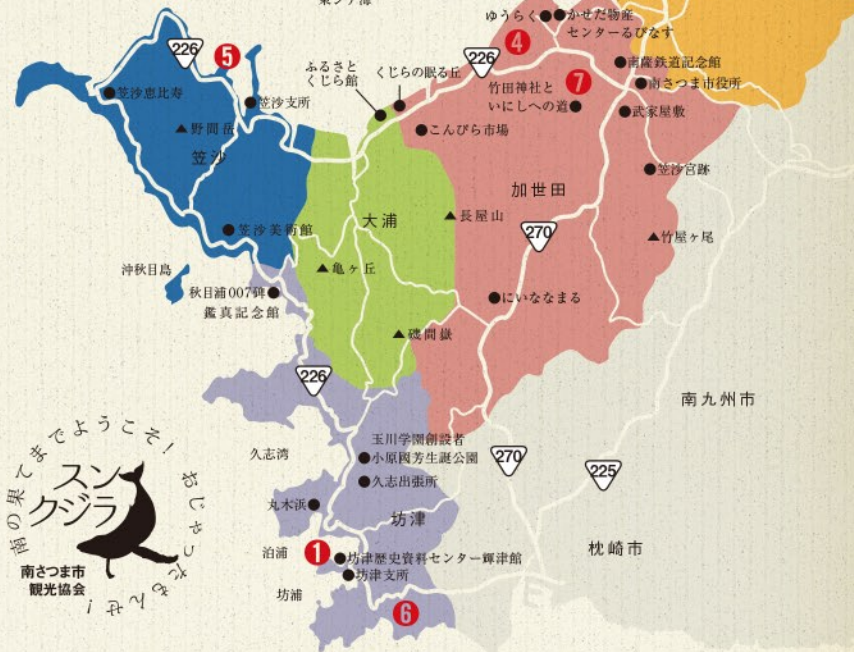 東シナ海
ゆうらく
かせだ物産
センターるぴなす
226
5
4
226
ふるさと
くじら館
くじらの眠る丘
南薩鉄道記念館
南さつま市役所
7
竹田神社と
いにしへの道
武家屋敷
笠沙恵比寿
笠沙支所
野間岳
笠沙
こんぴら市場
笠沙宮跡
加世田
大浦
長屋山
270
竹屋ヶ尾
笠沙美術館
沖秋目島
亀ヶ丘
秋目浦007碑
鑑真記念館
にいななまる
磯間嶽
226
南九州市
南の果てまでようこそ!
おじゃったもんせ!
スン
クジラ
南さつま市
観光協会
玉川学園創設者
小原國芳生誕公園
久志湾
久志出張所
270
225
丸木浜
坊津
枕崎市
泊浦
1
坊津歴史資料センター輝津館
坊津支所
坊浦
6